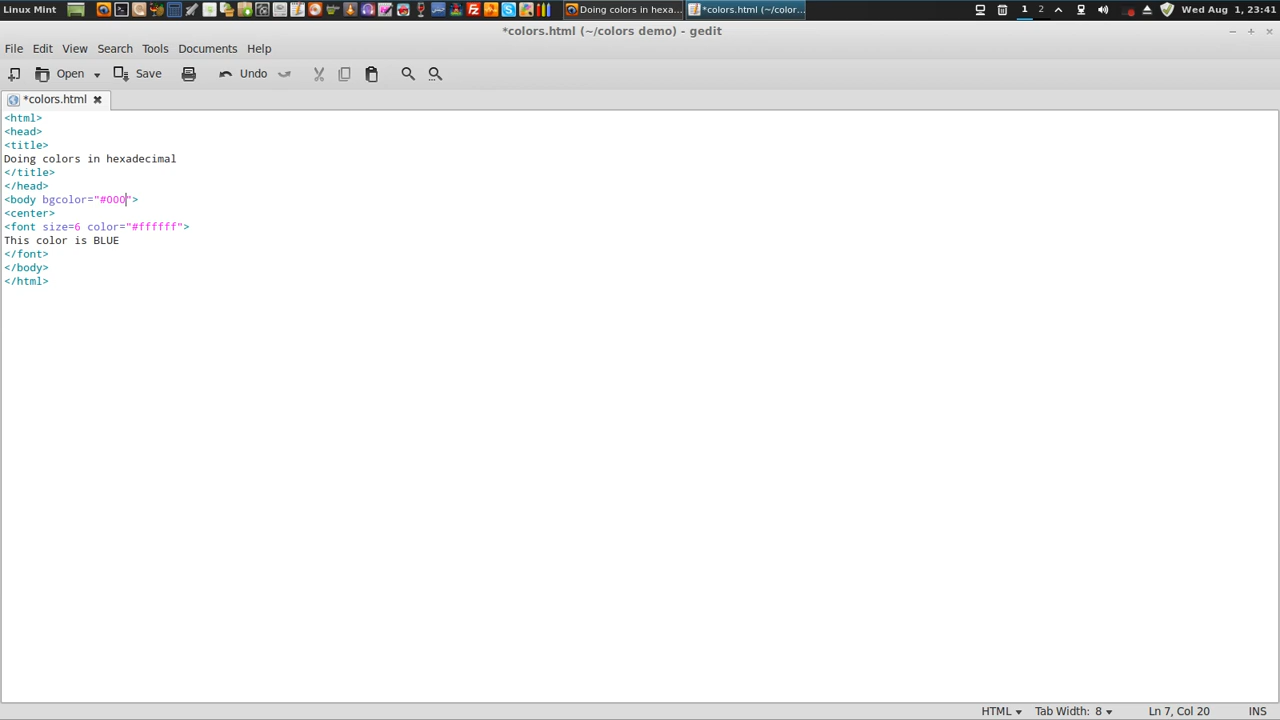 Linux Mint
Doing colors in hexa...
*colors.html (~/color...
1 2
Wed Aug 1, 23:41
*colors.html (~/colors demo) - gedit
File Edit View Search Tools Documents Help
Open Save Undo
*colors.html
<html>
<head>
<title>
Doing colors in hexadecimal
</title>
</head>
<body bgcolor="#000">
<center>
<font size=6 color="#ffffff">
This color is BLUE
</font>
</body>
</html>
HTML Tab Width: 8 Ln 7, Col 20 INS